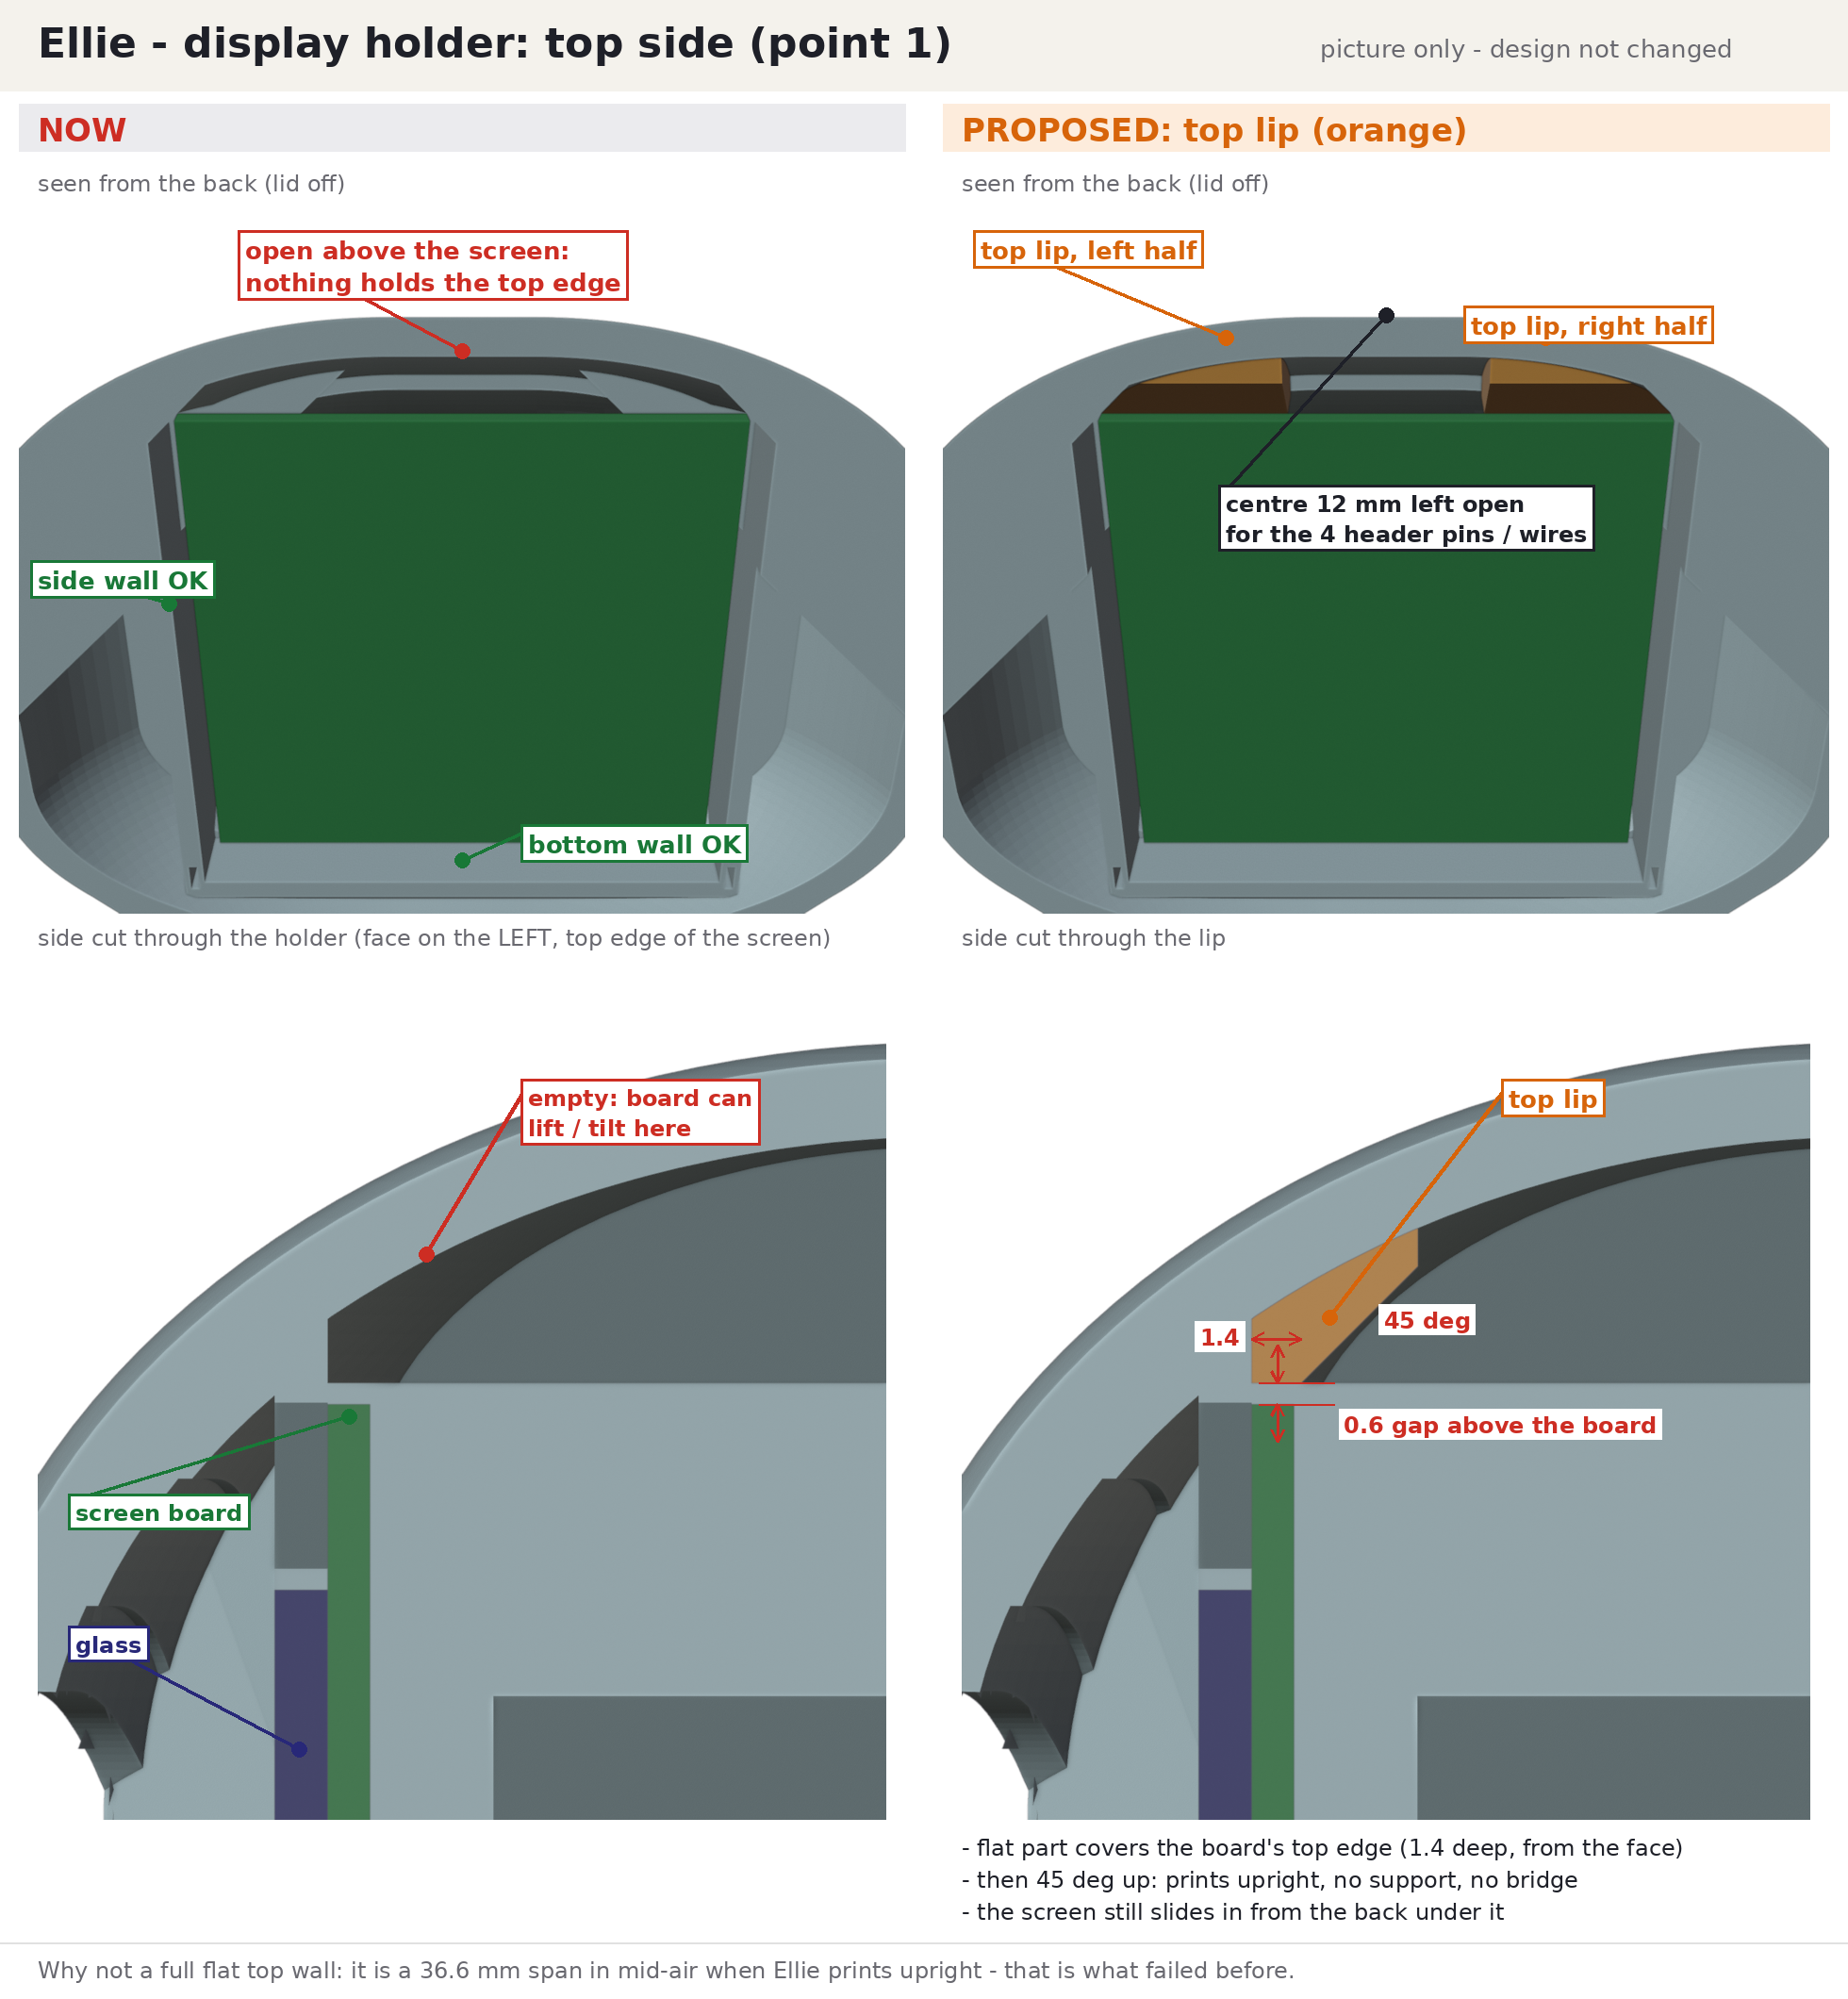 Ellie - display holder: top side (point 1)
picture only - design not changed
NOW
PROPOSED: top lip (orange)
seen from the back (lid off)
seen from the back (lid off)
open above the screen:
nothing holds the top edge
top lip, left half
top lip, right half
centre 12 mm left open
for the 4 header pins / wires
side wall OK
bottom wall OK
side cut through the holder (face on the LEFT, top edge of the screen)
side cut through the lip
empty: board can
lift / tilt here
top lip
45 deg
1.4
0.6 gap above the board
screen board
glass
- flat part covers the board's top edge (1.4 deep, from the face)
- then 45 deg up: prints upright, no support, no bridge
- the screen still slides in from the back under it
Why not a full flat top wall: it is a 36.6 mm span in mid-air when Ellie prints upright - that is what failed before.